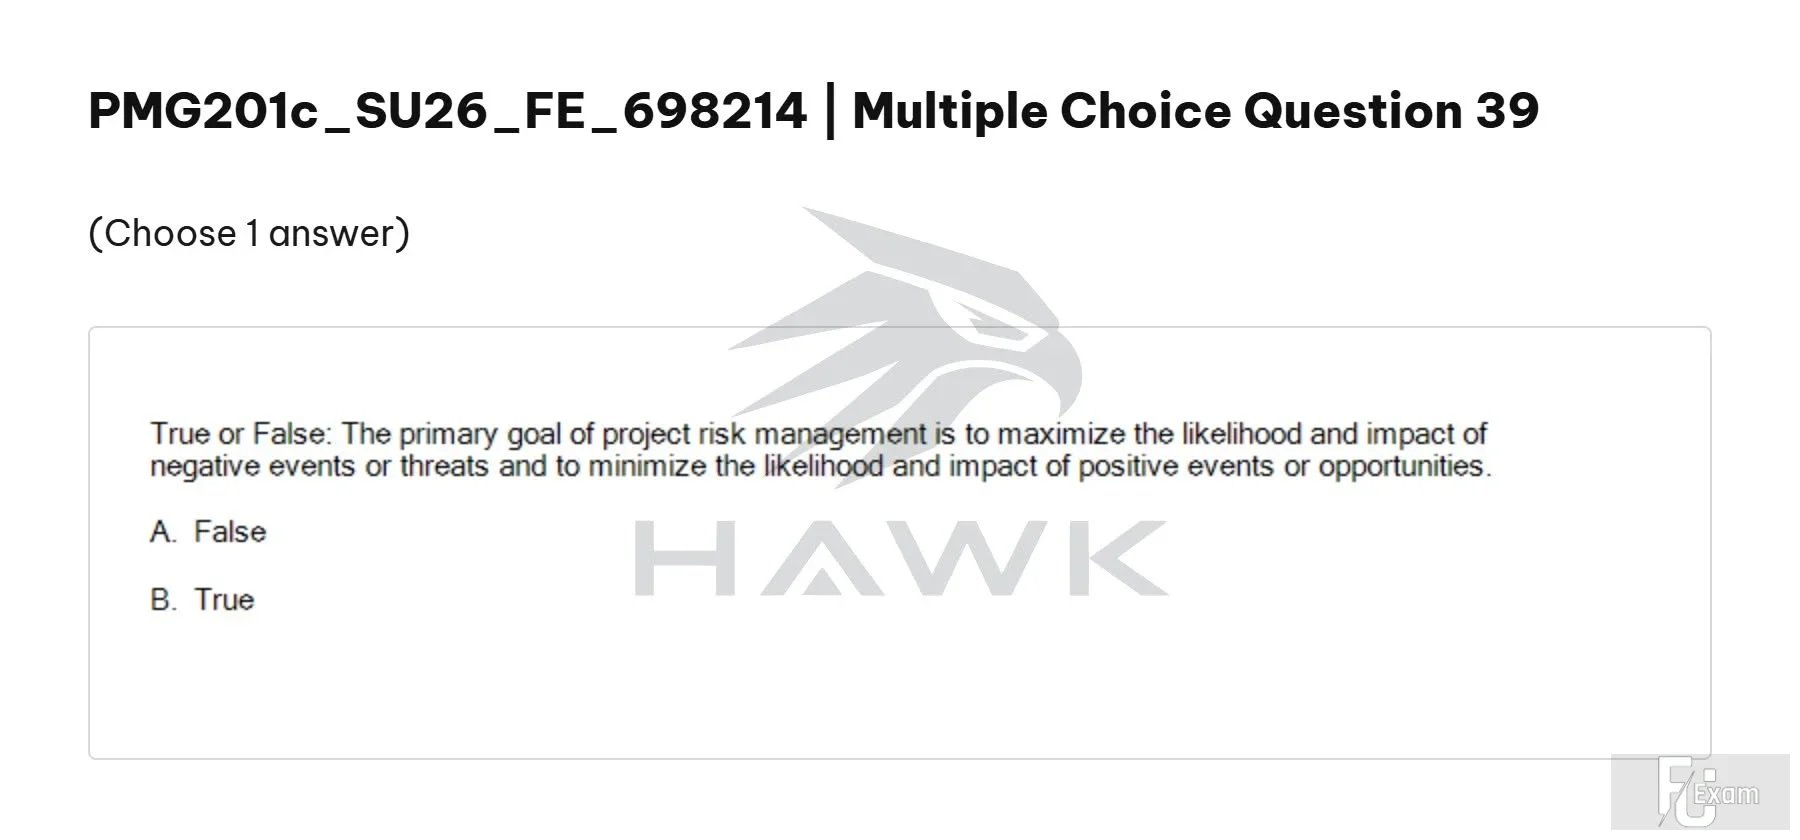 PMG201c_SU26_FE_698214 | Multiple Choice Question 39
(Choose 1 answer)
True or False: The primary goal of project risk management is to maximize the likelihood and impact of
negative events or threats and to minimize the likelihood and impact of positive events or opportunities.
A. False
B. True
HAWK
FU Exam